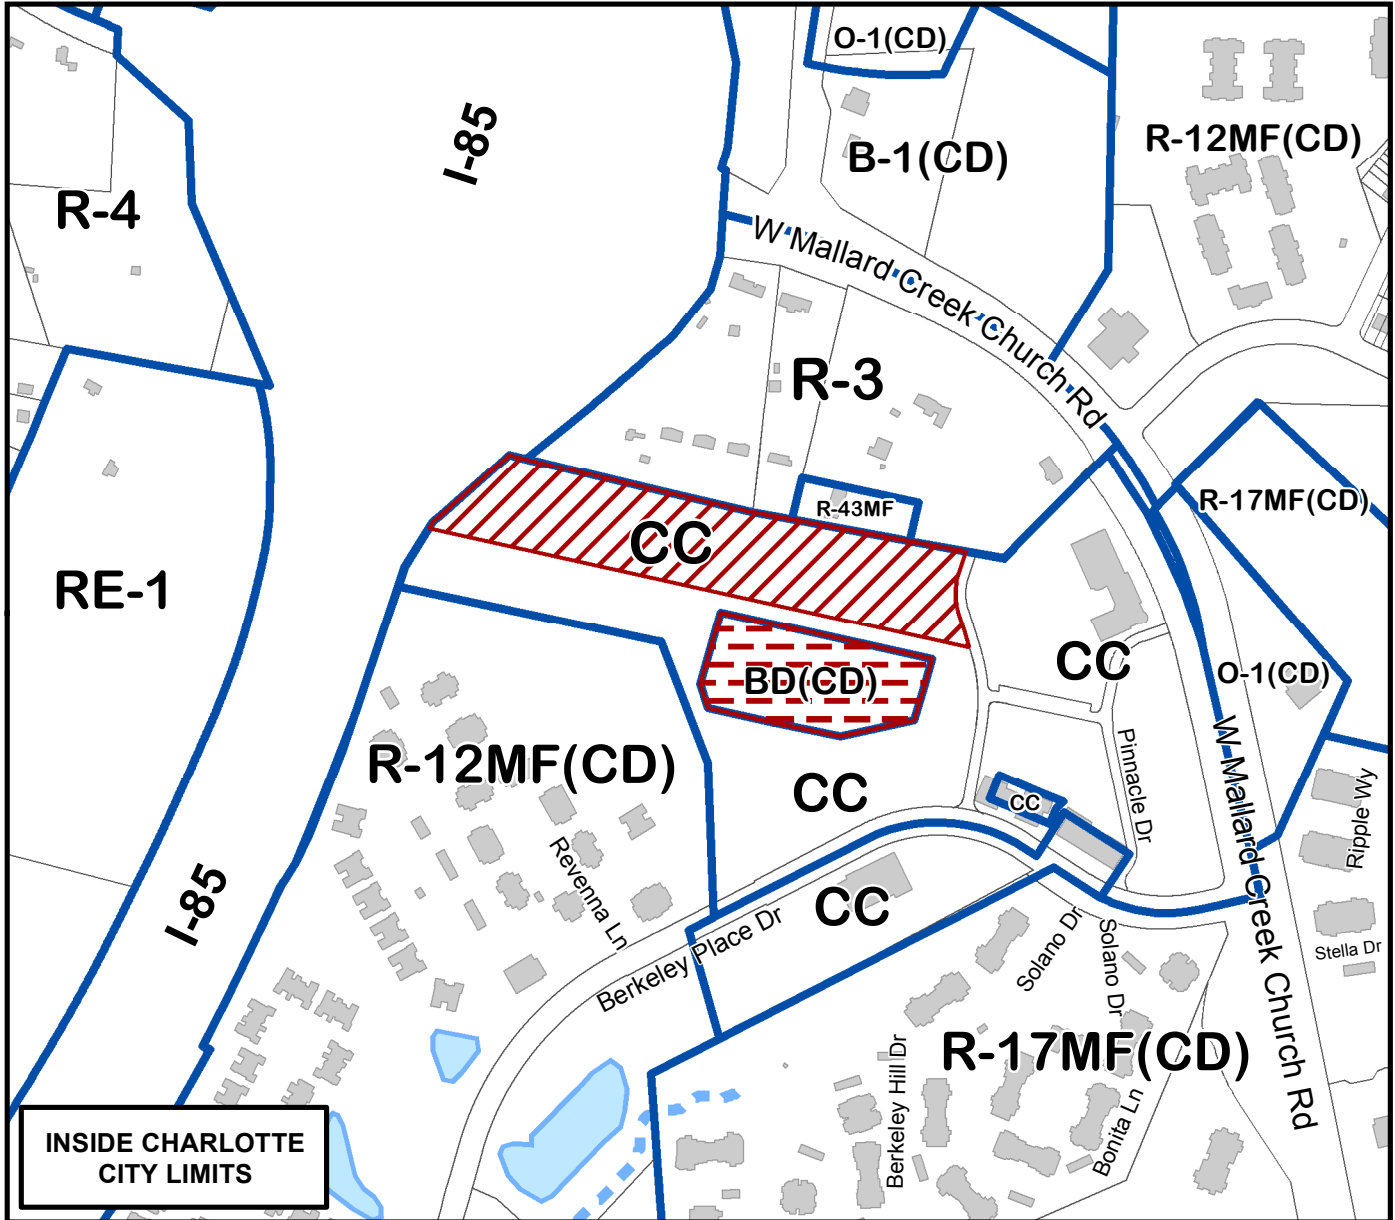 O-1(CD)
I-85
R-12MF(CD)
B-1(CD)
R-4
W Mallard Creek Church Rd
R-3
R-17MF(CD)
R-43MF
CC
RE-1
CC
O-1(CD)
BD(CD)
R-12MF(CD)
Pinnacle Dr
W Mallard Creek Church Rd
CC
CC
Ripple Wy
Revenna Ln
I-85
CC
Berkeley Place Dr
Solano Dr
Solano Dr
Stella Dr
R-17MF(CD)
Berkeley Hill Dr
Bonita Ln
INSIDE CHARLOTTE
CITY LIMITS